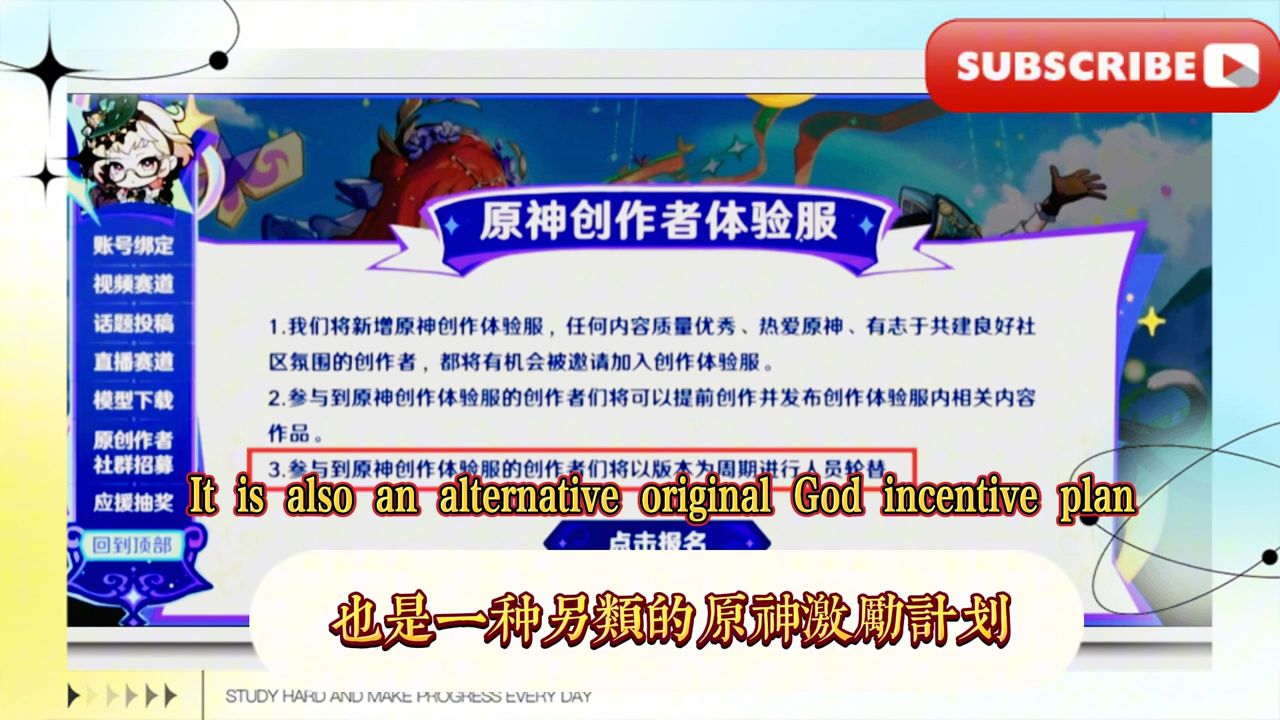 SUBSCRIBE
原神创作者体验服
账号绑定
视频赛道
话题投稿
直播赛道
模型下载
原创作者
社群招募
应援抽奖
回到顶部
1.我们将新增原神创作体验服，任何内容质量优秀、热爱原神、有志于共建良好社
区氛围的创作者，都将有机会被邀请加入创作体验服。
2.参与到原神创作体验服的创作者们将可以提前创作并发布创作体验服内相关内容
作品。
3.参与到原神创作体验服的创作者们将以版本为周期进行人员轮替
It is also an alternative original God incentive plan
点击报名
也是一种另類的原神激勵計划
STUDY HARD AND MAKE PROGRESS EVERY DAY